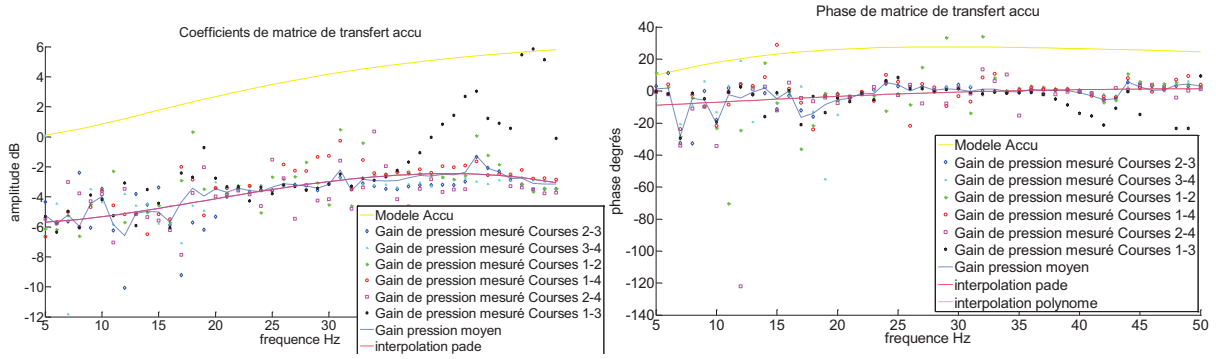 Coefficients de matrice de transfert accu
amplitude dB
6
4
2
0
-2
-4
-6
-8
-10
-12
5
10
15
20
25
30
frequence Hz
Modele Accu
Gain de pression mesuré Courses 2-3
Gain de pression mesuré Courses 3-4
Gain de pression mesuré Courses 1-2
Gain de pression mesuré Courses 1-4
Gain de pression mesuré Courses 2-4
Gain de pression mesuré Courses 1-3
Gain pression moyen
interpolation pade
Phase de matrice de transfert accu
phase degrés
40
20
0
-20
-40
-60
-80
-100
-120
-140
5
10
15
20
25
30
35
40
45
50
frequence Hz
Modele Accu
Gain de pression mesuré Courses 2-3
Gain de pression mesuré Courses 3-4
Gain de pression mesuré Courses 1-2
Gain de pression mesuré Courses 1-4
Gain de pression mesuré Courses 2-4
Gain de pression mesuré Courses 1-3
Gain pression moyen
interpolation pade
interpolation polynome